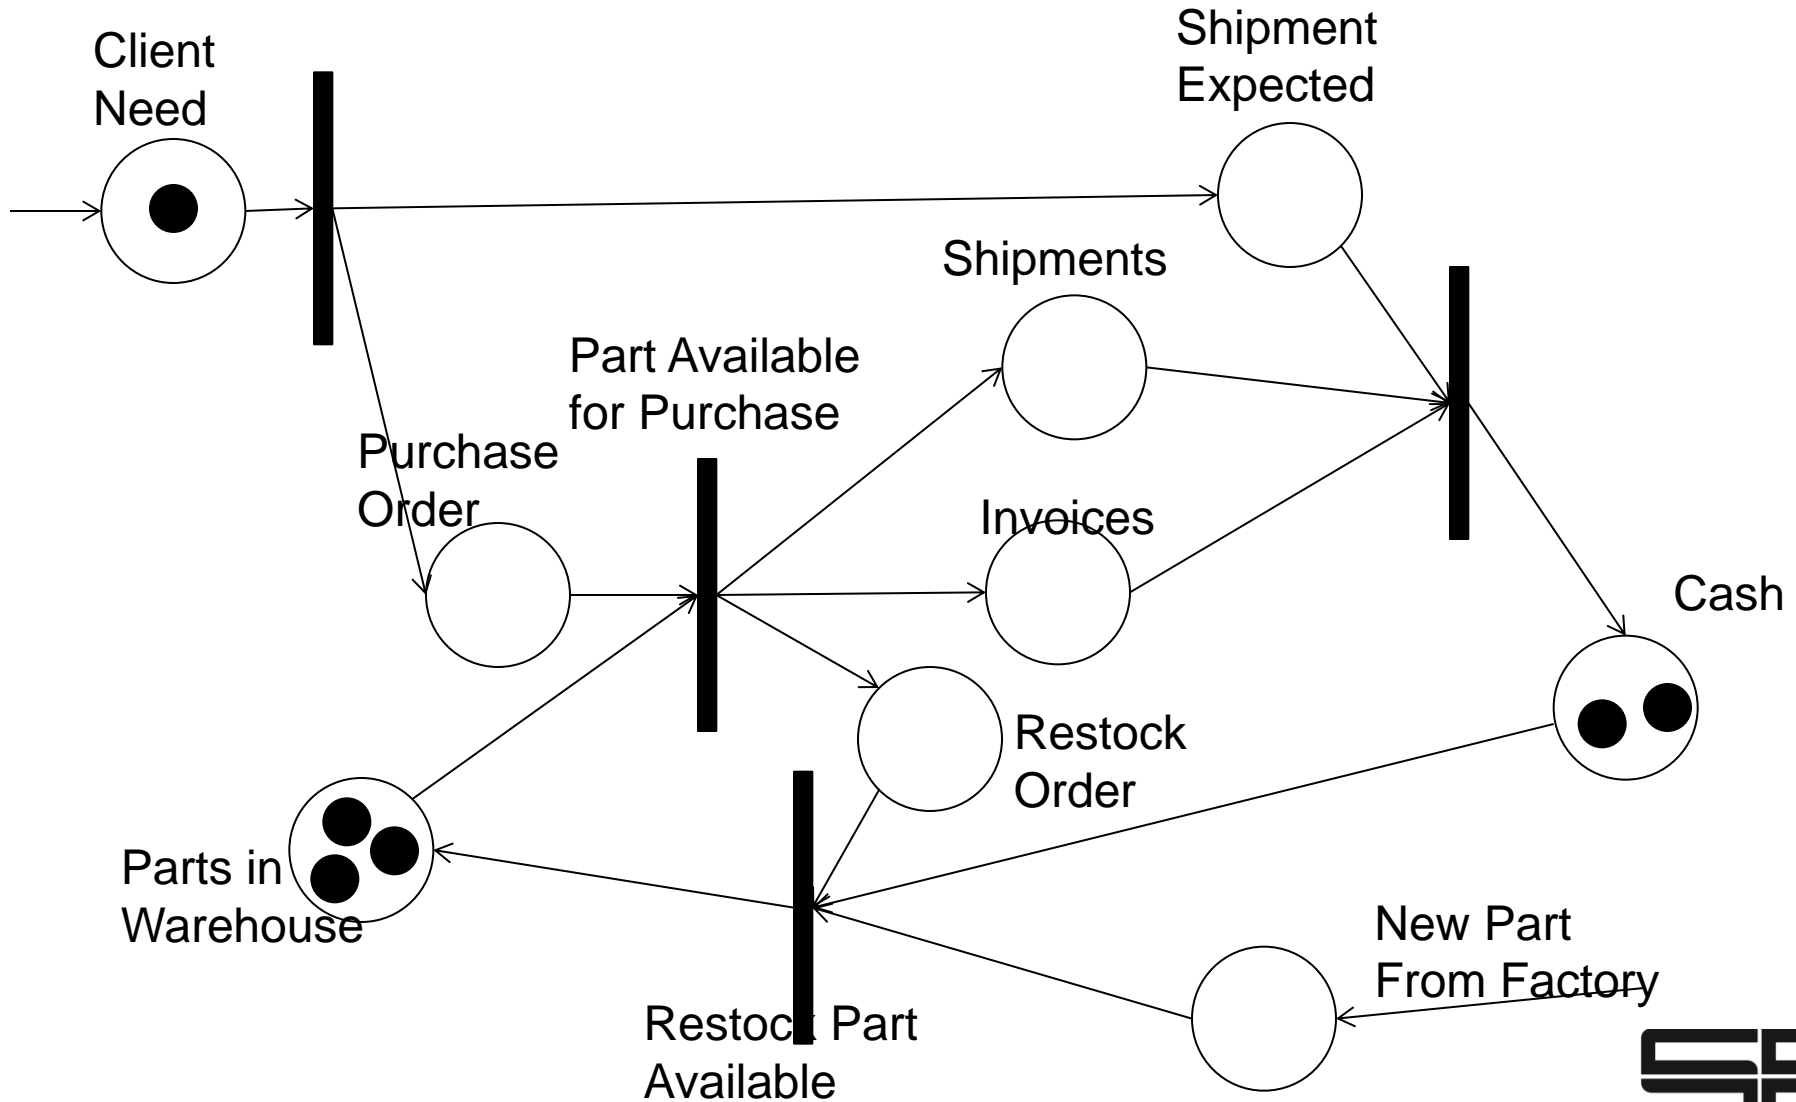 Client
Need
Shipment
Expected
Shipments
Part Available
for Purchase
Purchase
Order
Invoices
Cash
Restock
Order
Parts in
Warehouse
New Part
From Factory
Restock Part
Available